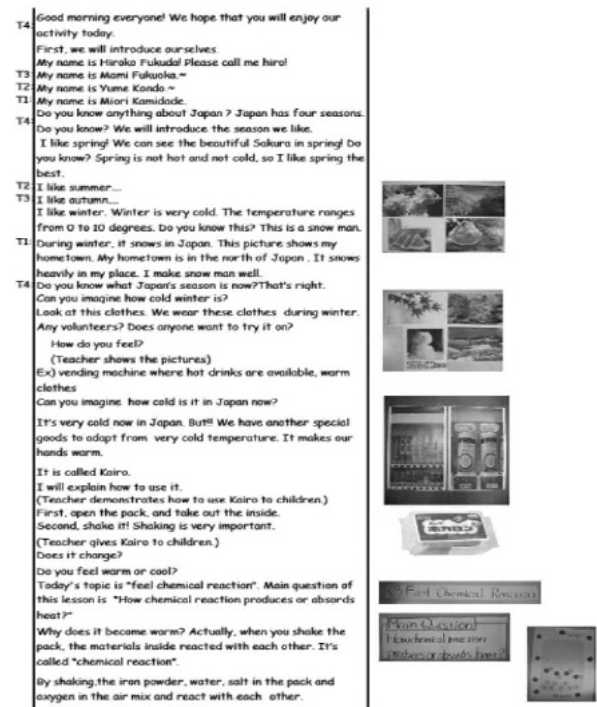 T4: Good morning everyone! We hope that you will enjoy our
activity today.
First, we will introduce ourselves.
My name is Hiroko Fukuda! Please call me hiro!
T3: My name is Mami Fukuoka.~
T2: My name is Yume Kondo.~
T1: My name is Miori Kamidade.
Do you know anything about Japan ? Japan has four seasons.
T4: Do you know? We will introduce the season we like.
I like spring! We can see the beautiful Sakura in spring! Do
you know? Spring is not hot and not cold, so I like spring the
best.
T2: I like summer....
T3: I like autumn....
I like winter. Winter is very cold. The temperature ranges
from 0 to 10 degrees. Do you know this? This is a snow man.
T1: During winter, it snows in Japan. This picture shows my
hometown. My hometown is in the north of Japan . It snows
heavily in my place. I make snow man well.
T4: Do you know what Japan's season is now?That's right.
Can you imagine how cold winter is?
Look at this clothes. We wear these clothes during winter.
Any volunteers? Does anyone want to try it on?
How do you feel?
(Teacher shows the pictures)
Ex) vending machine where hot drinks are available, warm
clothes
Can you imagine how cold is it in Japan now?
It's very cold now in Japan. But!! We have another special
goods to adapt from very cold temperature. It makes our
hands warm.
It is called Kairo.
I will explain how to use it.
(Teacher demonstrates how to use Kairo to children.)
First, open the pack, and take out the inside.
Second, shake it! Shaking is very important.
(Teacher gives Kairo to children.)
Does it change?
Do you feel warm or cool?
Today's topic is "feel chemical reaction". Main question of
this lesson is "How chemical reaction produces or absords
heat?"
Why does it become warm? Actually, when you shake the
pack, the materials inside reacted with each other. It's
called "chemical reaction".
By shaking,the iron powder, water, salt in the pack and
oxygen in the air mix and react with each other.
ホカロン
Feel Chemical Reaction
Main Question
How chemical reaction
produces or absords heat?